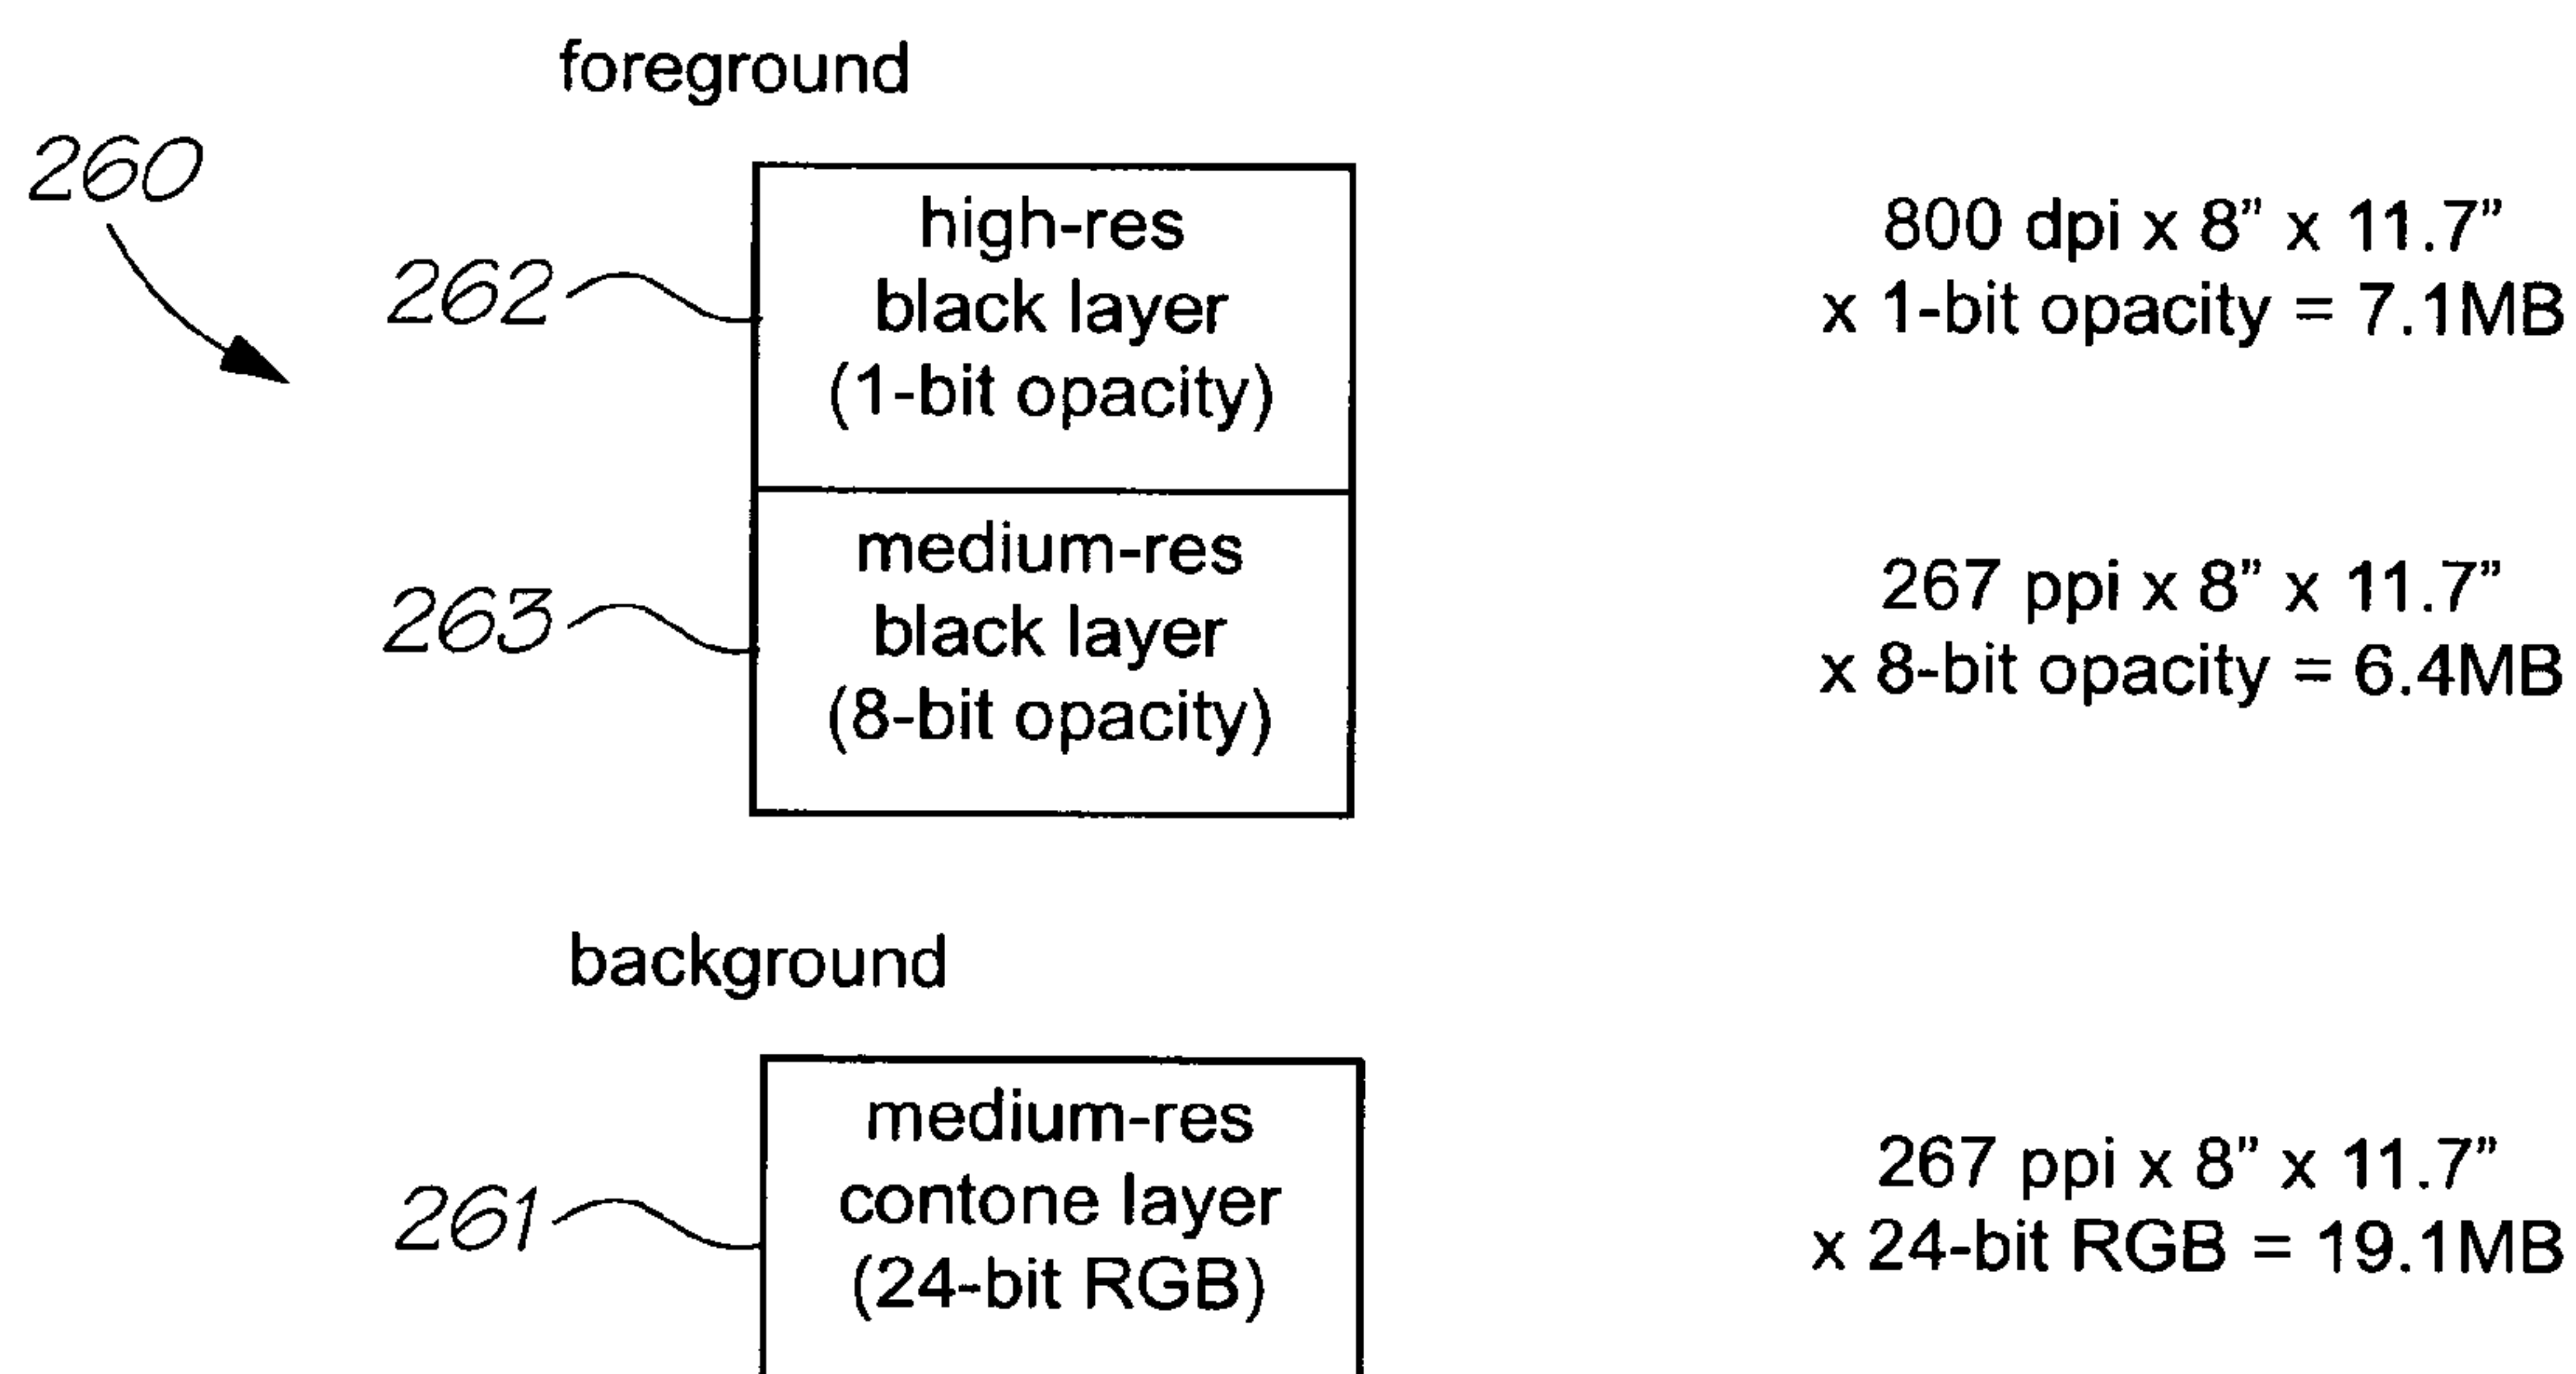 foreground
260
262
high-res
black layer
(1-bit opacity)
800 dpi x 8” x 11.7”
x 1-bit opacity = 7.1MB
263
medium-res
black layer
(8-bit opacity)
267 ppi x 8” x 11.7”
x 8-bit opacity = 6.4MB
background
261
medium-res
contone layer
(24-bit RGB)
267 ppi x 8” x 11.7”
x 24-bit RGB = 19.1MB